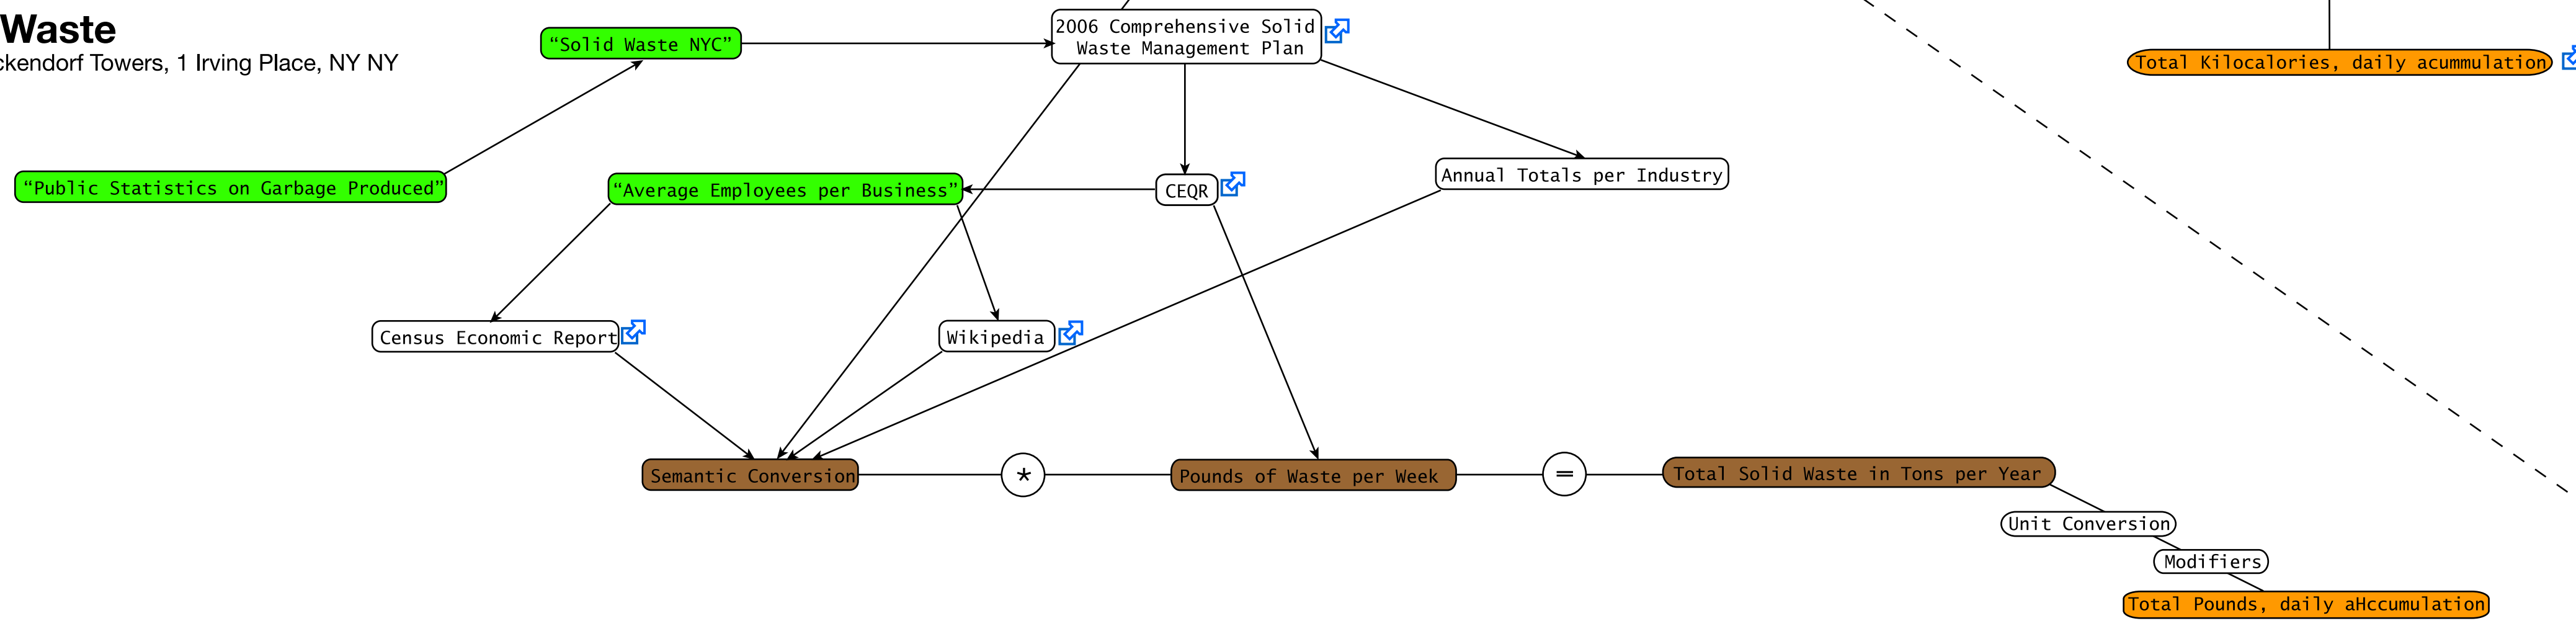 Waste
ckendorf Towers, 1 Irving Place, NY NY
“Solid Waste NYC”
2006 Comprehensive Solid
Waste Management Plan
Total Kilocalories, daily acummulation
“Public Statistics on Garbage Produced”
“Average Employees per Business”
CEQR
Annual Totals per Industry
Census Economic Report
Wikipedia
Semantic Conversion
*
Pounds of Waste per Week
=
Total Solid Waste in Tons per Year
Unit Conversion
Modifiers
Total Pounds, daily aHccumulation